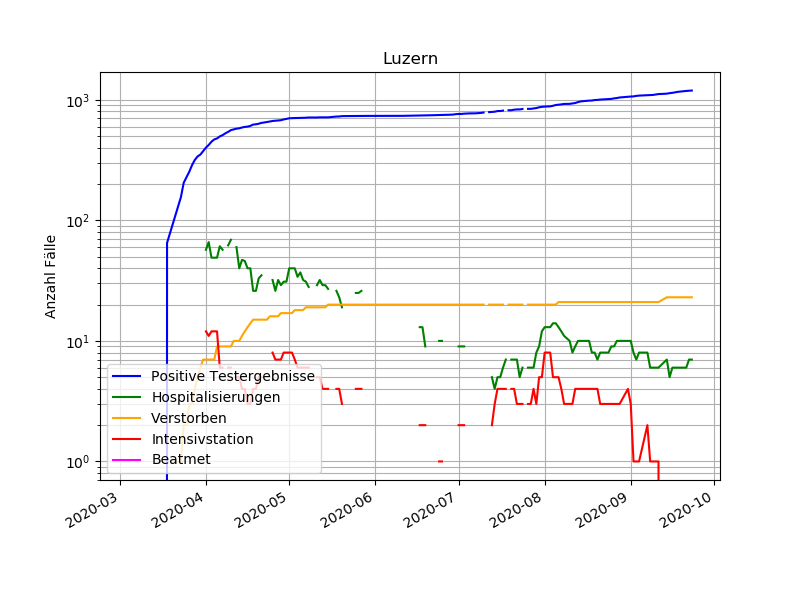 Luzern
Anzahl Fälle
10³
10²
10¹
10⁰
Positive Testergebnisse
Hospitalisierungen
Verstorben
Intensivstation
Beatmet
2020-03
2020-04
2020-05
2020-06
2020-07
2020-08
2020-09
2020-10